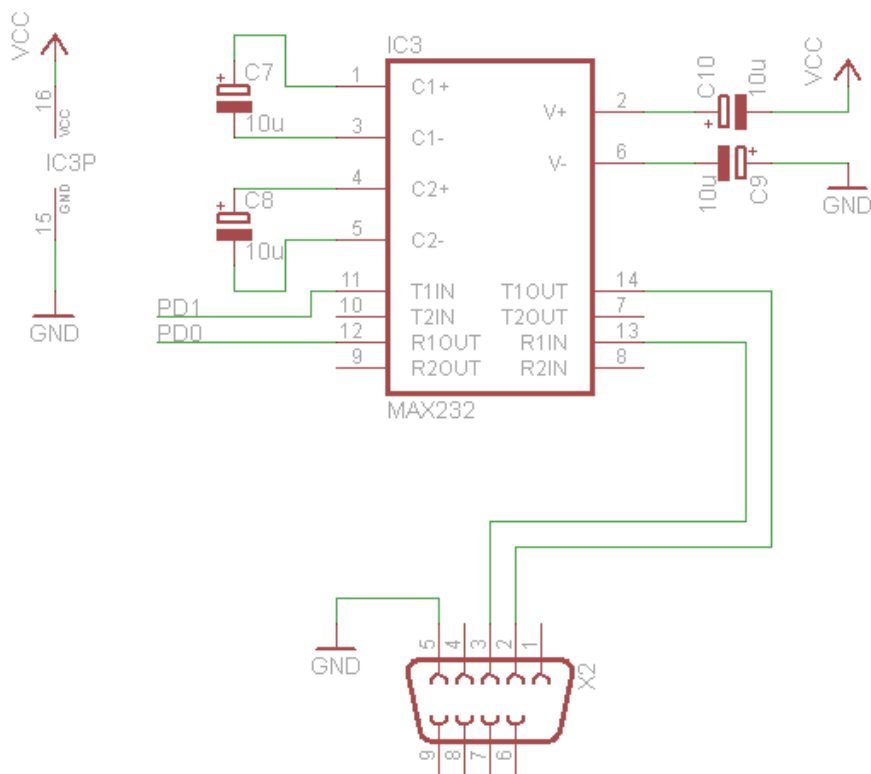 VCC
16
VCC
IC3P
GND
15
GND
IC3
C7
10u
1
C1+
3
C1-
C8
10u
4
C2+
5
C2-
PD1
11
T1IN
10
T2IN
PD0
12
R1OUT
9
R2OUT
V+
2
V-
6
T1OUT
14
T2OUT
7
R1IN
13
R2IN
8
MAX232
C10
10u
VCC
10u
C9
GND
GND
5
4
3
2
1
X2
9
8
7
6